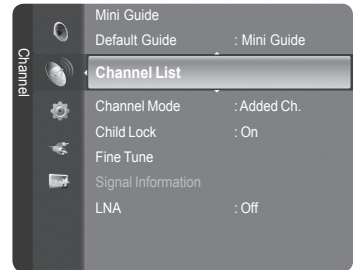 Channel
Mini Guide
Default Guide : Mini Guide
Channel List
Channel Mode : Added Ch.
Child Lock : On
Fine Tune
Signal Information
LNA : Off